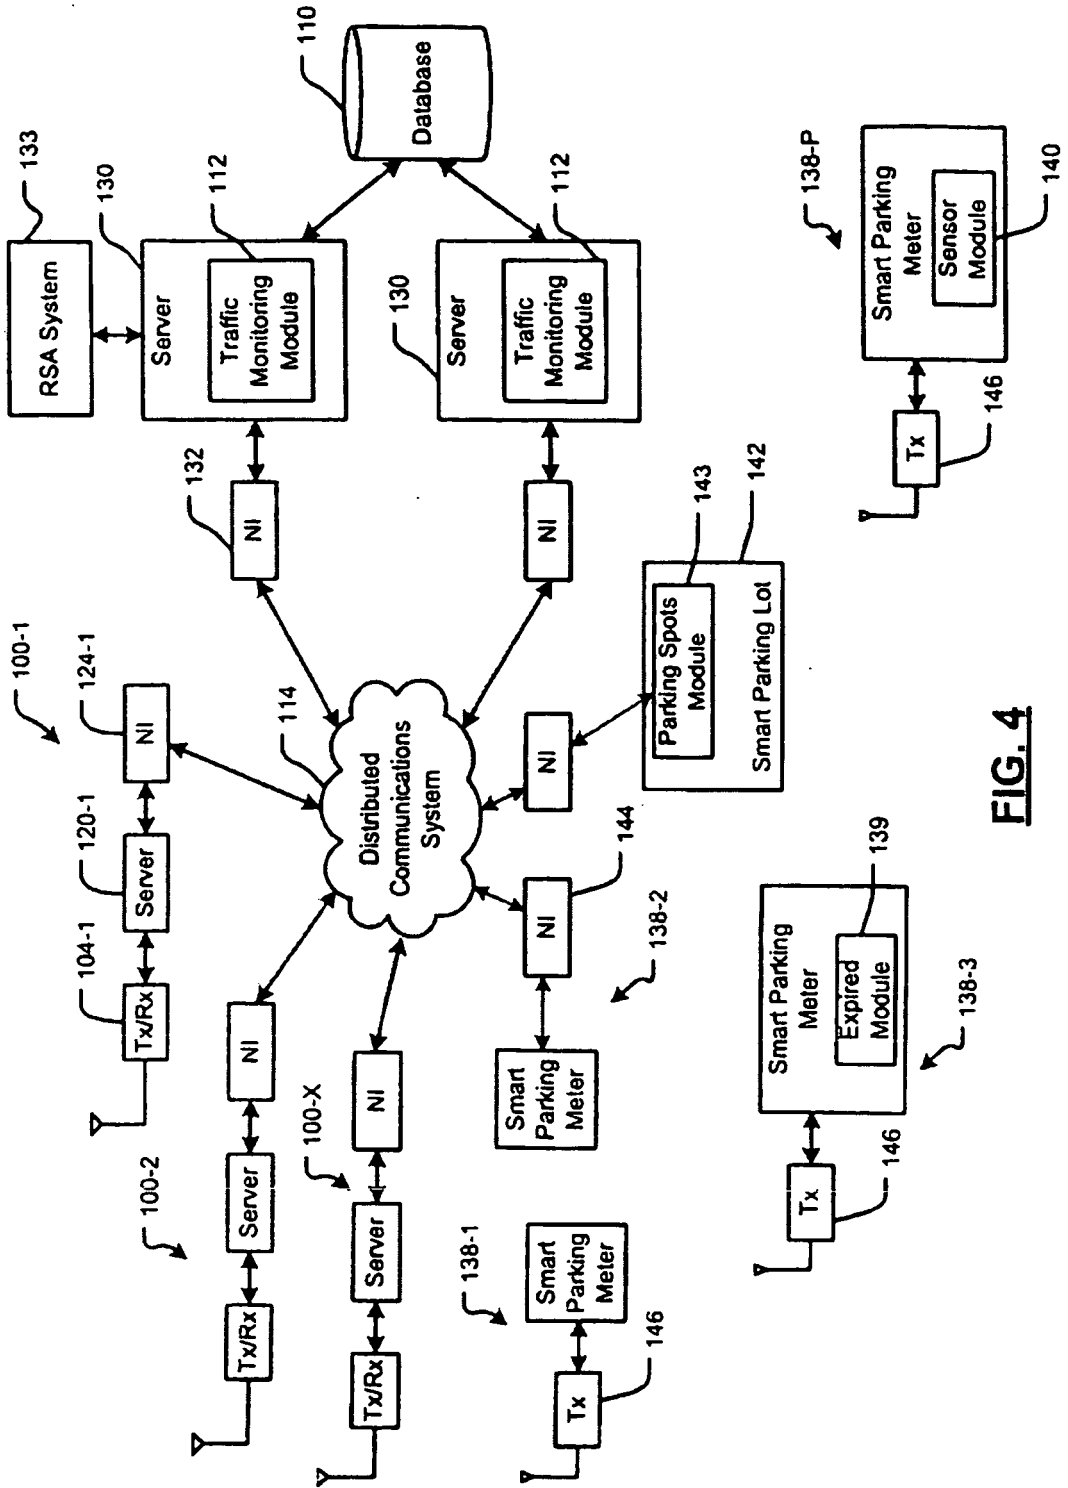 100-1
104-1
120-1
124-1
Tx/Rx
Server
NI
100-2
Tx/Rx
Server
NI
100-X
Tx/Rx
Server
NI
114
Distributed
Communications
System
132
NI
133
RSA System
130
Server
112
Traffic
Monitoring
Module
110
Database
NI
130
Server
112
Traffic
Monitoring
Module
138-1
Smart
Parking
Meter
Tx
146
138-2
Smart
Parking
Meter
NI
144
NI
143
Parking Spots
Module
142
Smart Parking Lot
138-3
Smart Parking
Meter
139
Expired
Module
Tx
146
138-P
Smart Parking
Meter
Sensor
Module
140
Tx
146
FIG. 4